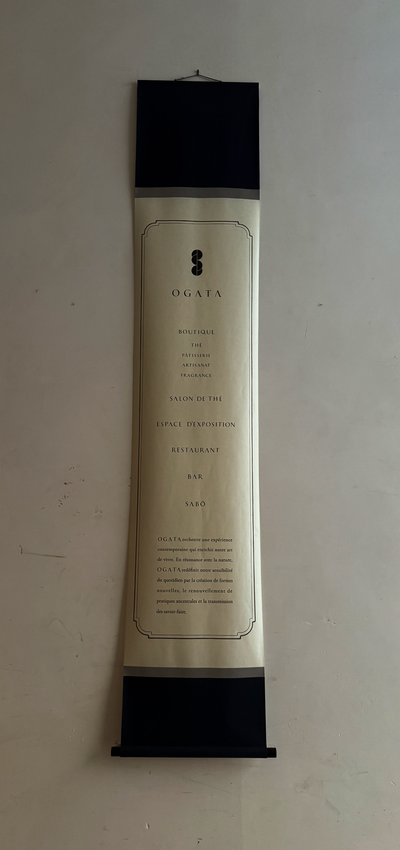 OGATA
BOUTIQUE
THÉ
PÂTISSERIE
ARTISANAT
FRAGRANCE
SALON DE THÉ
ESPACE D'EXPOSITION
RESTAURANT
BAR
SABŌ
OGATA orchestre une expérience
contemporaine qui enrichit notre art
de vivre. En résonance avec la nature,
OGATA redéfinit notre sensibilité
du quotidien par la création de formes
nouvelles, le renouvellement de
pratiques ancestrales et la transmission
des savoir-faire.